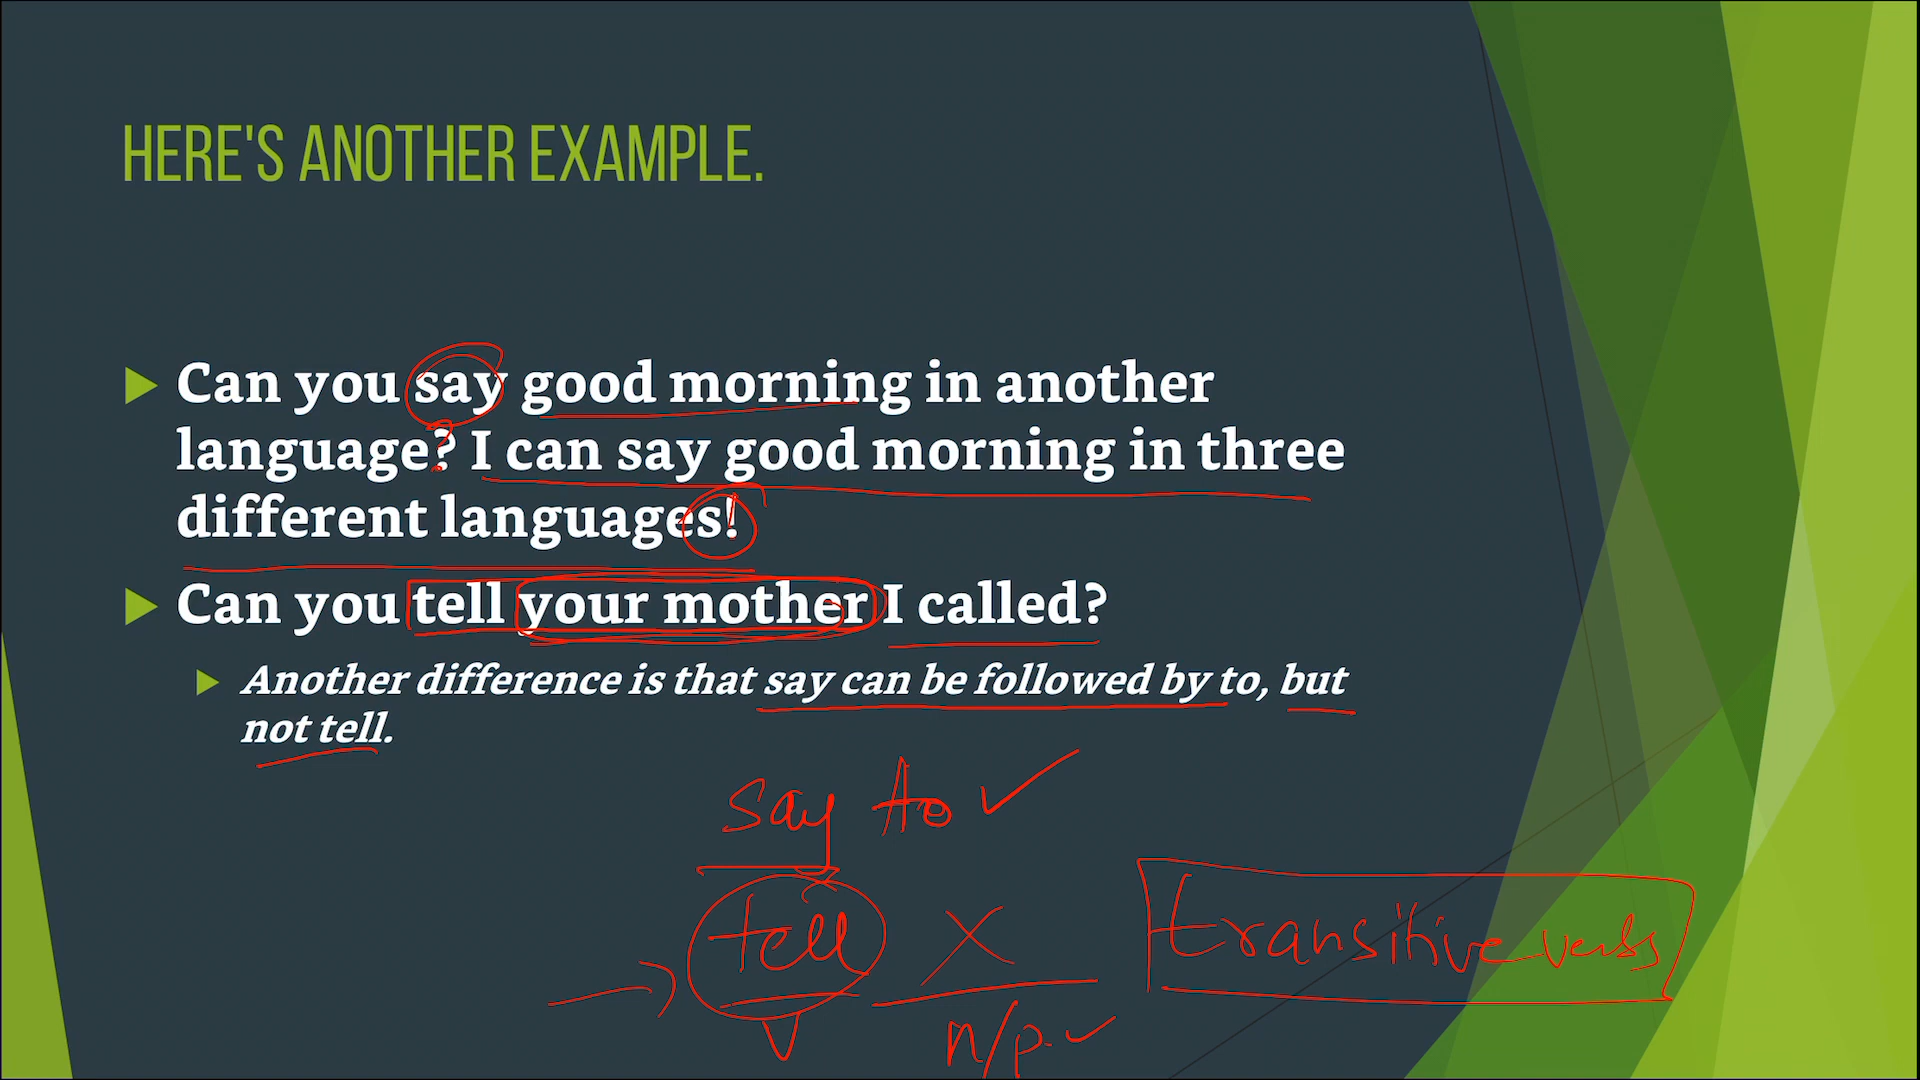 HERE'S ANOTHER EXAMPLE.
Can you say good morning in another
language? I can say good morning in three
different languages!
Can you tell your mother I called?
Another difference is that say can be followed by to, but
not tell.
say to ✓
tell X
transitive verbs
V
n/p. ✓